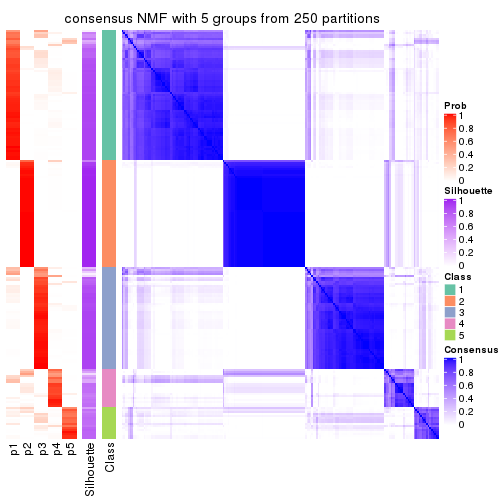 consensus NMF with 5 groups from 250 partitions
Prob
1
0.8
0.6
0.4
0.2
0
Silhouette
1
0.8
0.6
0.4
0.2
0
Class
1
2
3
4
5
Consensus
1
0.8
0.6
0.4
0.2
0
p1
p2
p3
p4
p5
Silhouette
Class